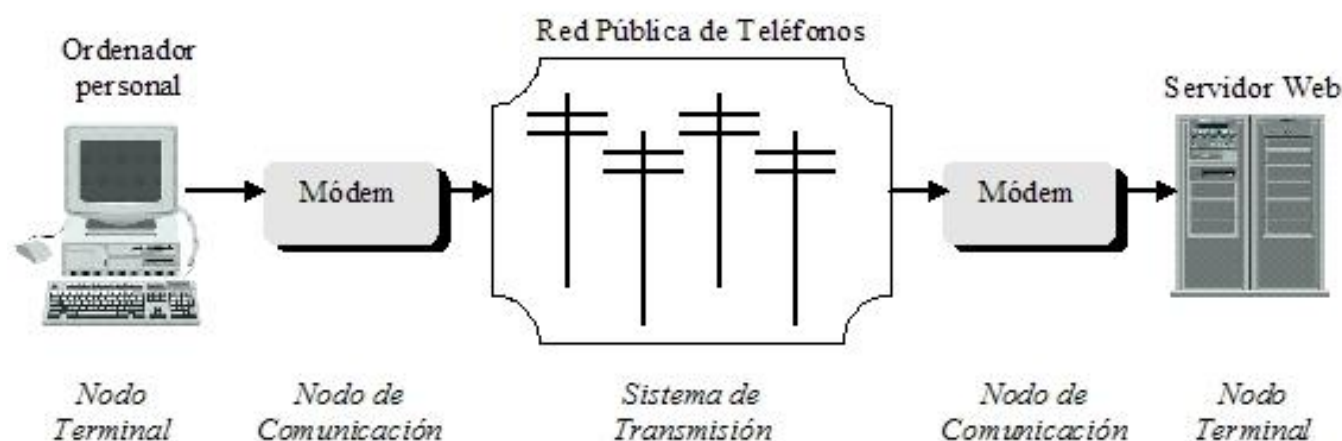 Red Pública de Teléfonos
Ordenador
personal
Servidor Web
Módem
Módem
Nodo
Terminal
Nodo de
Comunicación
Sistema de
Transmisión
Nodo de
Comunicación
Nodo
Terminal